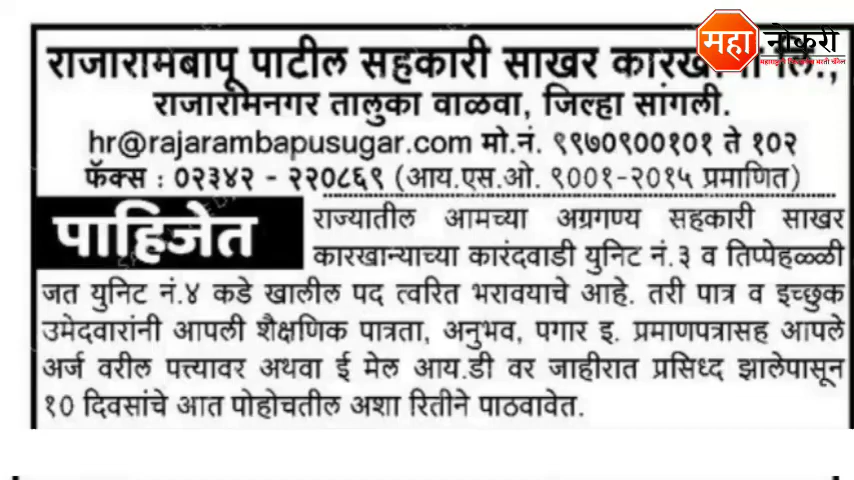 महा नोकरी
राजारामबापू पाटील सहकारी साखर लि.,
राजारामनगर तालुका वाळवा, जिल्हा सांगली.
hr@rajarambapusugar.com मो.नं. ९९७०९००१०१ ते १०२
फॅक्स : ०२३४२ - २२०८६९ (आय.एस.ओ. ९००१-२०१५ प्रमाणित)
पाहिजेत
राज्यातील आमच्या अग्रगण्य सहकारी साखर
कारखान्याच्या कारंदवाडी युनिट नं.३ व तिप्पेहळ्ळी
जत युनिट नं.४ कडे खालील पद त्वरित भरावयाचे आहे. तरी पात्र व इच्छुक
उमेदवारांनी आपली शैक्षणिक पात्रता, अनुभव, पगार इ. प्रमाणपत्रासह आपले
अर्ज वरील पत्त्यावर अथवा ई मेल आय.डी वर जाहीरात प्रसिध्द झालेपासून
१० दिवसांचे आत पोहोचतील अशा रितीने पाठवावेत.